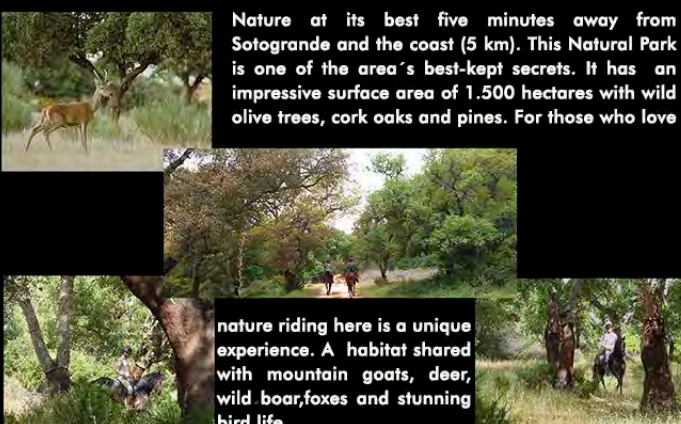 Nature at its best five minutes away from
Sotogrande and the coast (5 km). This Natural Park
is one of the area´s best-kept secrets. It has an
impressive surface area of 1.500 hectares with wild
olive trees, cork oaks and pines. For those who love
nature riding here is a unique
experience. A habitat shared
with mountain goats, deer,
wild boar,foxes and stunning
bird life